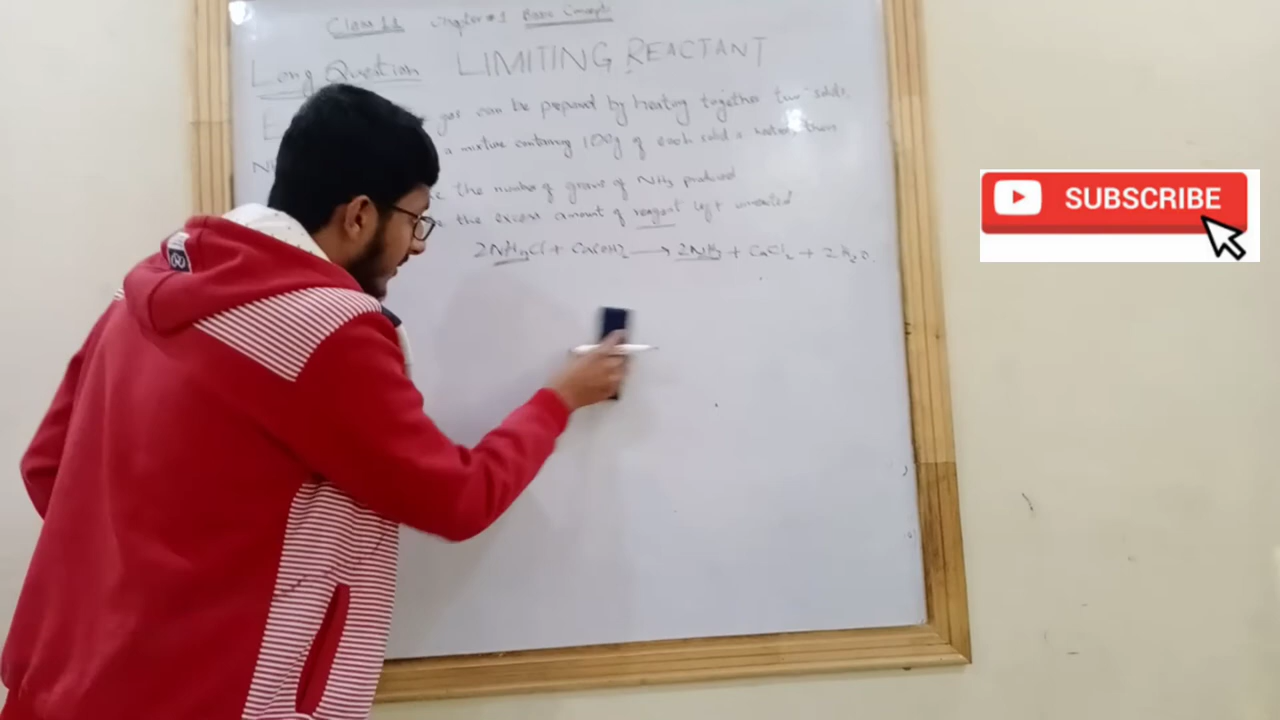 Class 11 Chapter #1 Basic Concepts
Long Question LIMITING REACTANT
E gas can be prepared by heating together two solids
NH a mixture containing 100g of each solid is heated then
the number of grams of NH3 produced
the excess amount of reagent left unreacted
2NH4Cl + Ca(OH)2 → 2NH3 + CaCl2 + 2H2O.
SUBSCRIBE